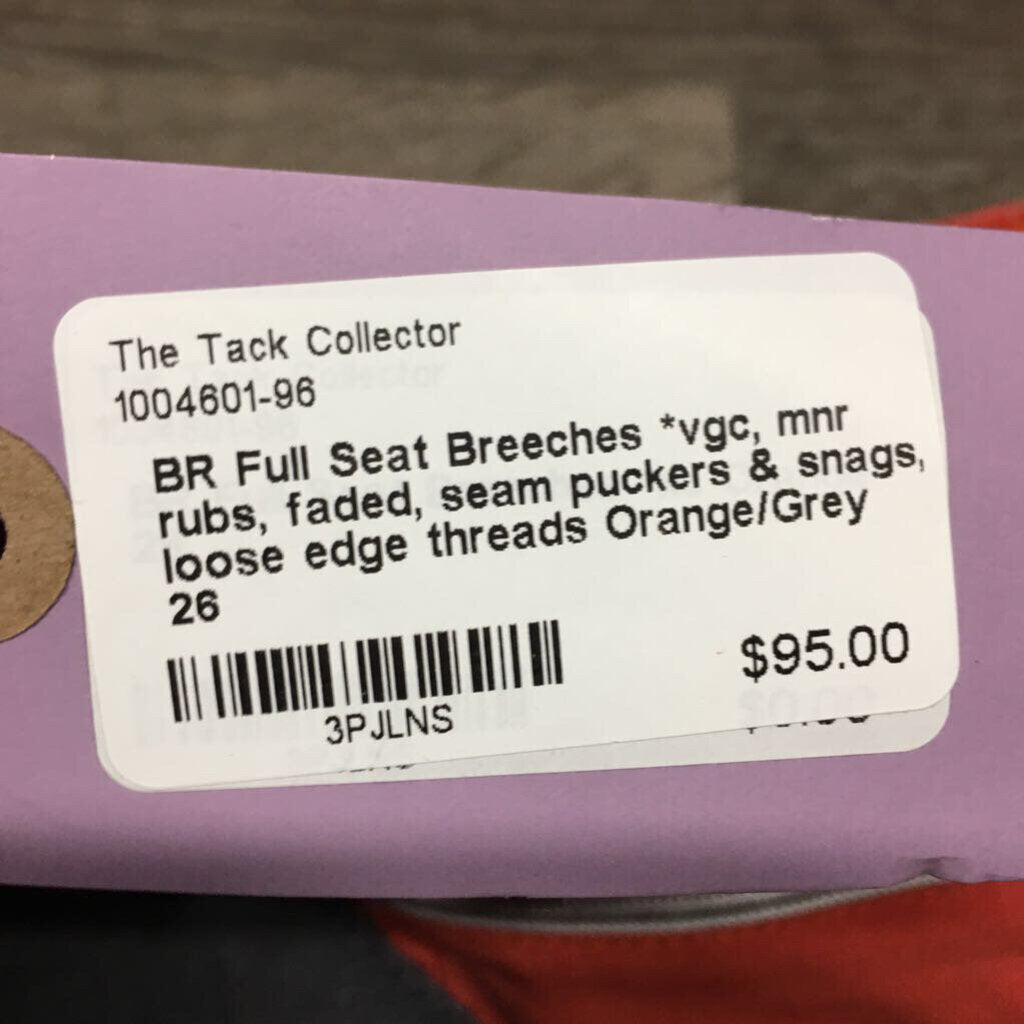 The Tack Collector
1004601-96
BR Full Seat Breeches *vgc, mnr
rubs, faded, seam puckers & snags,
loose edge threads Orange/Grey
26
$95.00
3PJLNS